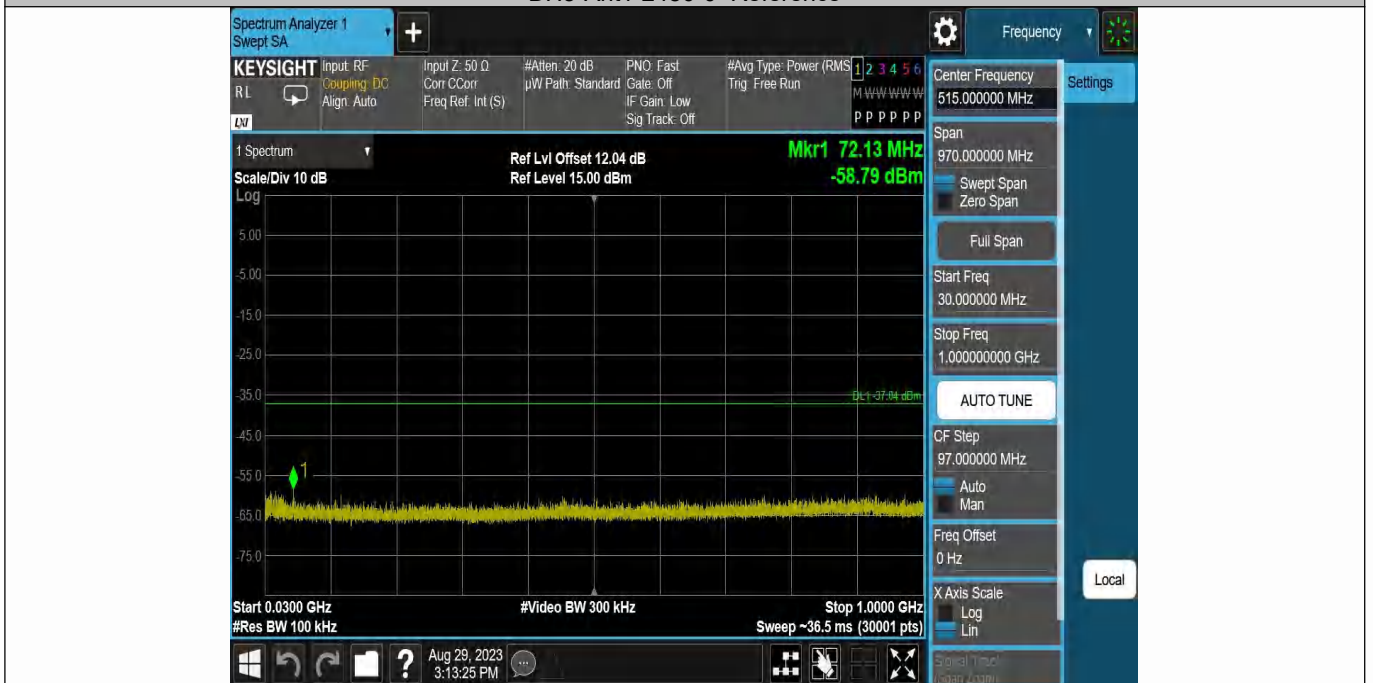 Spectrum Analyzer 1
Swept SA
Frequency
KEYSIGHT
RL
LXI
Input: RF
Coupling: DC
Align: Auto
Input Z: 50 Ω
Corr CCorr
Freq Ref: Int (S)
#Atten: 20 dB
µW Path: Standard
PNO: Fast
Gate: Off
IF Gain: Low
Sig Track: Off
#Avg Type: Power (RMS
Trig: Free Run
1 2 3 4 5 6
M W W W W W
P P P P P P
Center Frequency
515.000000 MHz
Settings
1 Spectrum
Scale/Div 10 dB
Log
Ref Lvl Offset 12.04 dB
Ref Level 15.00 dBm
Mkr1 72.13 MHz
-58.79 dBm
Span
970.000000 MHz
Swept Span
Zero Span
Full Span
Start Freq
30.000000 MHz
Stop Freq
1.000000000 GHz
AUTO TUNE
CF Step
97.000000 MHz
Auto
Man
Freq Offset
0 Hz
X Axis Scale
Log
Lin
Local
5.00
-5.00
-15.0
-25.0
-35.0
DL1 -37.04 dBm
-45.0
-55.0
1
-65.0
-75.0
Start 0.0300 GHz
#Res BW 100 kHz
#Video BW 300 kHz
Stop 1.0000 GHz
Sweep ~36.5 ms (30001 pts)
Aug 29, 2023
3:13:25 PM
Signal Track
(Span Zoom)